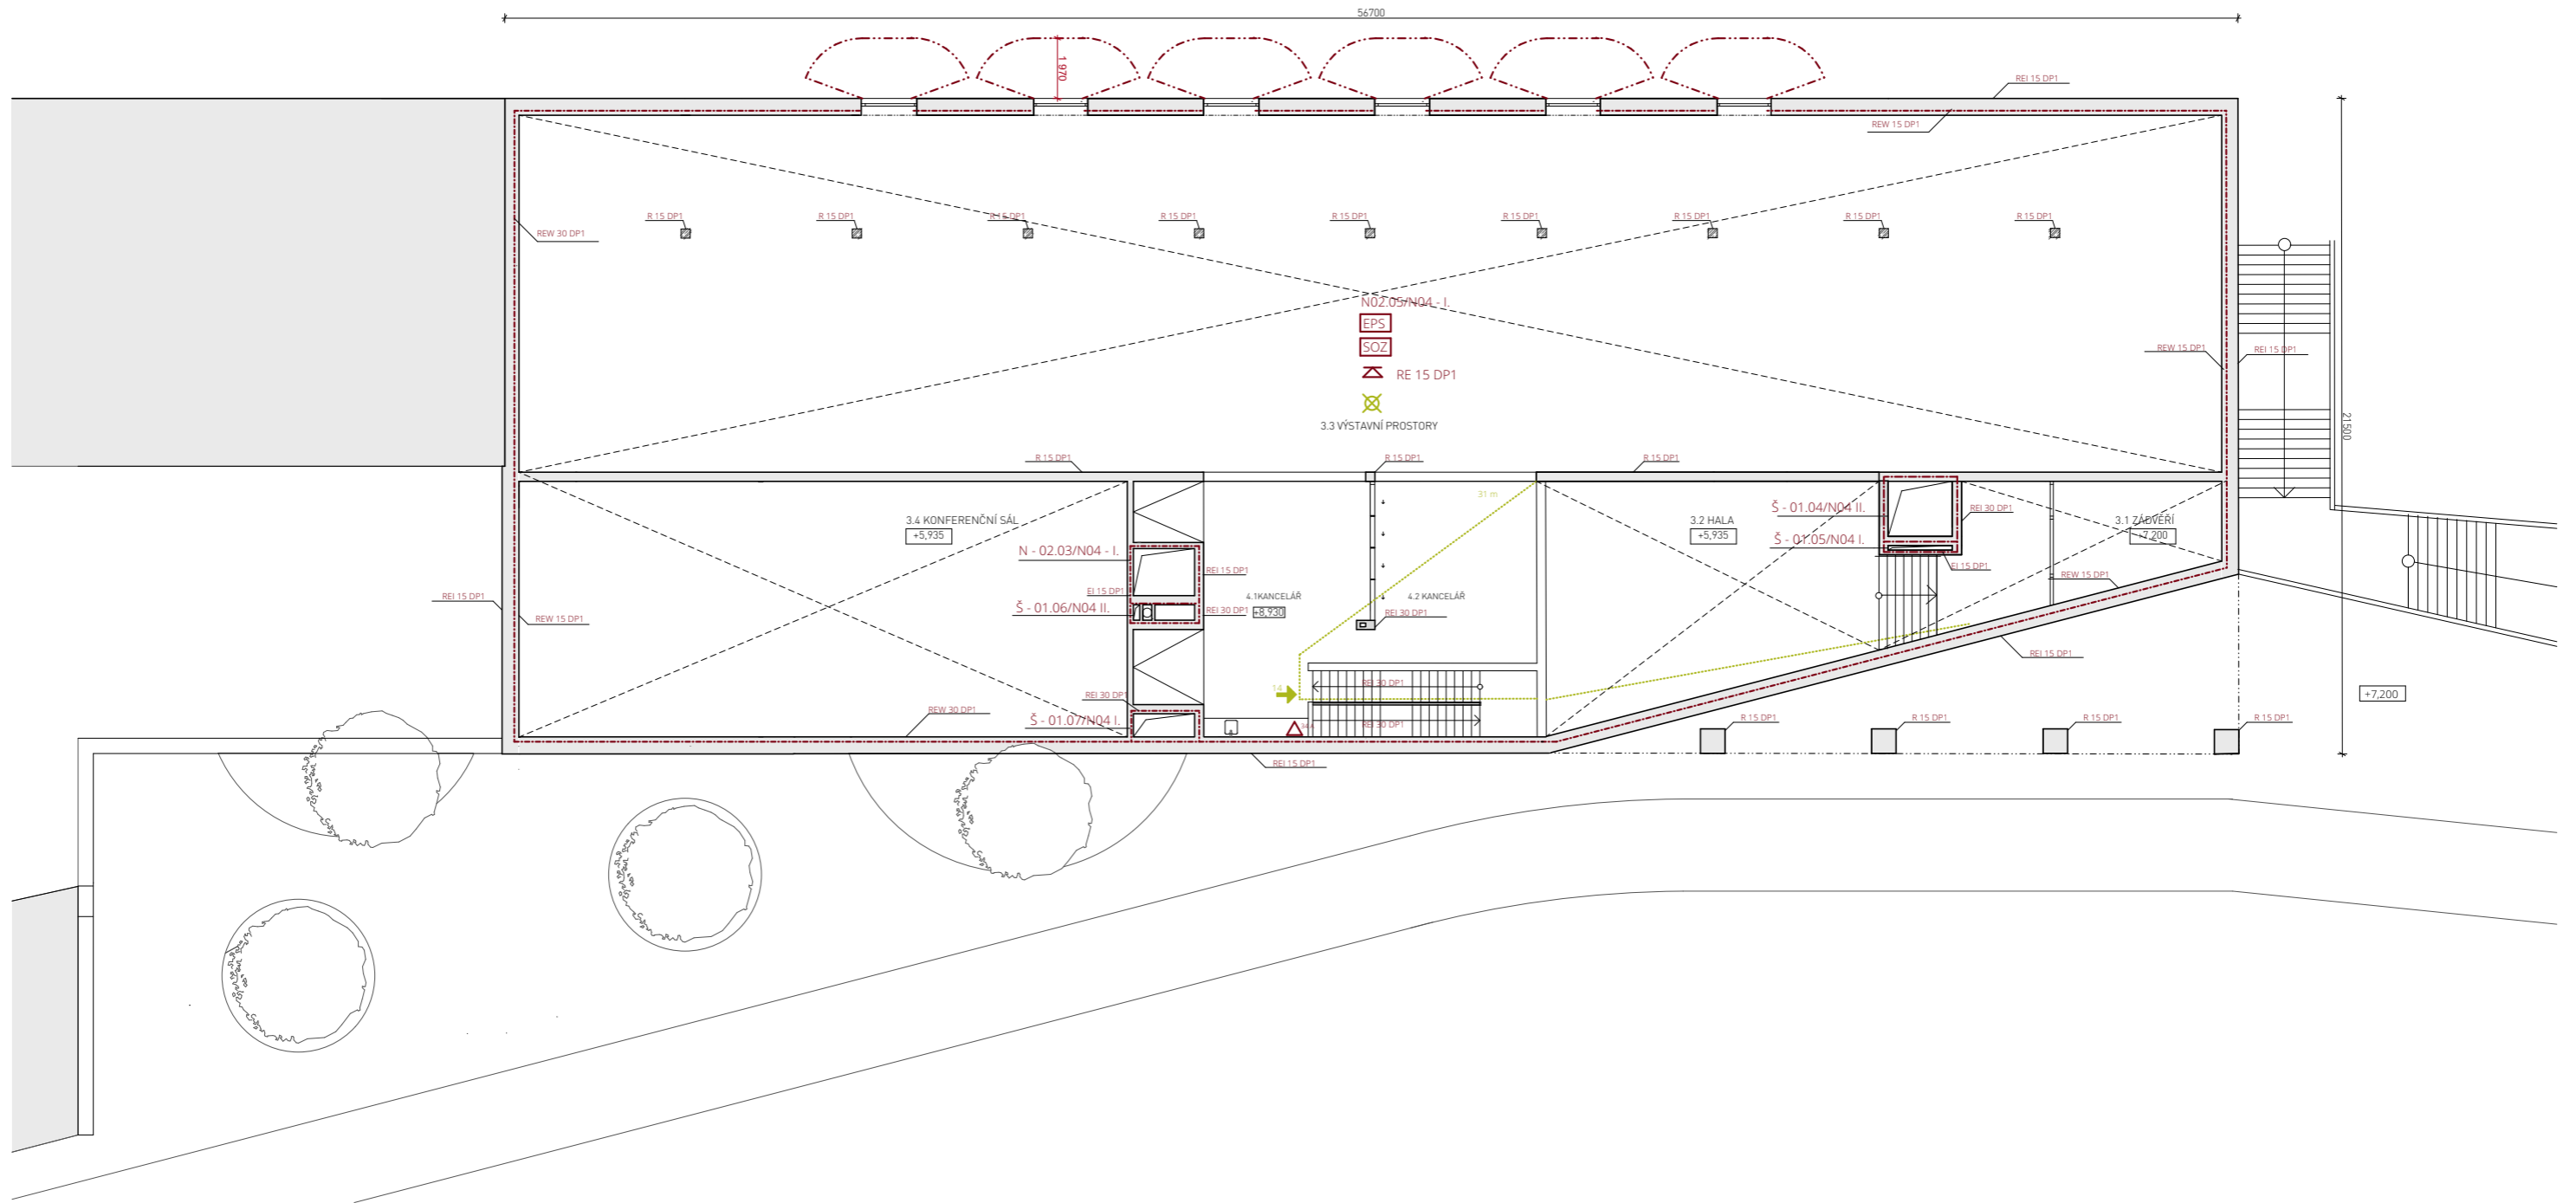 56700
1 970
REI 15 DP1
REW 15 DP1
R 15 DP1
R 15 DP1
R 15 DP1
R 15 DP1
R 15 DP1
R 15 DP1
R 15 DP1
R 15 DP1
R 15 DP1
REW 30 DP1
N02.05/N04 - I.
EPS
SOZ
RE 15 DP1
3.3 VÝSTAVNÍ PROSTORY
REW 15 DP1
REI 15 DP1
21500
R 15 DP1
R 15 DP1
R 15 DP1
31 m
3.4 KONFERENČNÍ SÁL
+5,935
3.2 HALA
+5,935
Š - 01.04/N04 II.
REI 30 DP1
3.1 ZÁDVEŘÍ
+7,200
Š - 01.05/N04 I.
EI 15 DP1
REW 15 DP1
N - 02.03/N04 - I.
REI 15 DP1
EI 15 DP1
4.1KANCELÁŘ
4.2 KANCELÁŘ
Š - 01.06/N04 II.
REI 30 DP1
+8,930
REI 30 DP1
REI 15 DP1
REW 15 DP1
REI 15 DP1
REI 30 DP1
14
REI 30 DP1
+7,200
REW 30 DP1
Š - 01.07/N04 I.
REI 30 DP1
R 15 DP1
R 15 DP1
R 15 DP1
R 15 DP1
REI 15 DP1